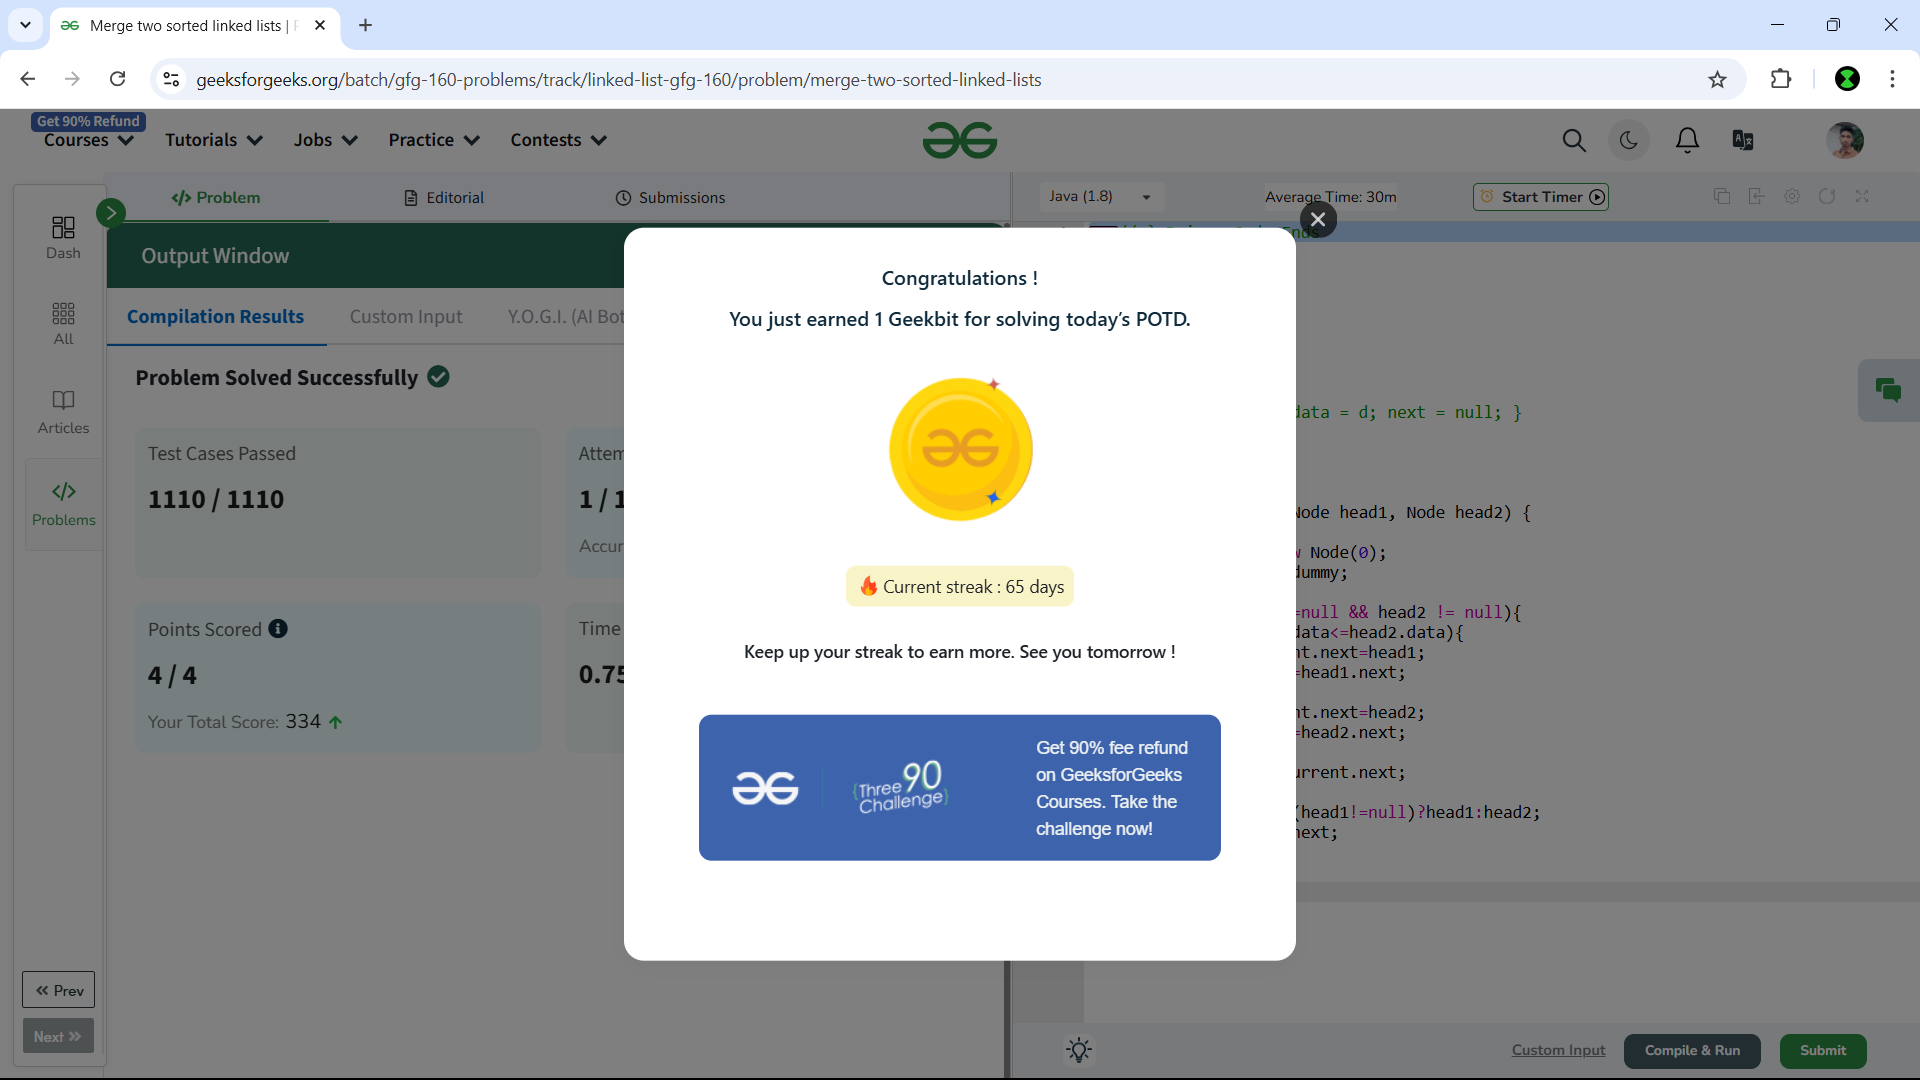 Merge two sorted linked lists |
geeksforgeeks.org/batch/gfg-160-problems/track/linked-list-gfg-160/problem/merge-two-sorted-linked-lists
Get 90% Refund
Courses Tutorials Jobs Practice Contests
</> Problem Editorial Submissions
Java (1.8) Average Time: 30m Start Timer
Dash
All
Articles
Problems
« Prev
Next »
Output Window
Compilation Results Custom Input Y.O.G.I. (AI Bot
Problem Solved Successfully
Test Cases Passed
1110 / 1110
Points Scored
4 / 4
Your Total Score: 334
1 / 1
Time
0.75
Congratulations !
You just earned 1 Geekbit for solving today's POTD.
Current streak : 65 days
Keep up your streak to earn more. See you tomorrow !
{Three 90 Challenge}
Get 90% fee refund
on GeeksforGeeks
Courses. Take the
challenge now!
Ends
data = d; next = null; }
Node head1, Node head2) {
Node(0);
dummy;
=null && head2 != null){
data<=head2.data){
nt.next=head1;
=head1.next;
nt.next=head2;
=head2.next;
urrent.next;
(head1!=null)?head1:head2;
next;
Custom Input Compile & Run Submit